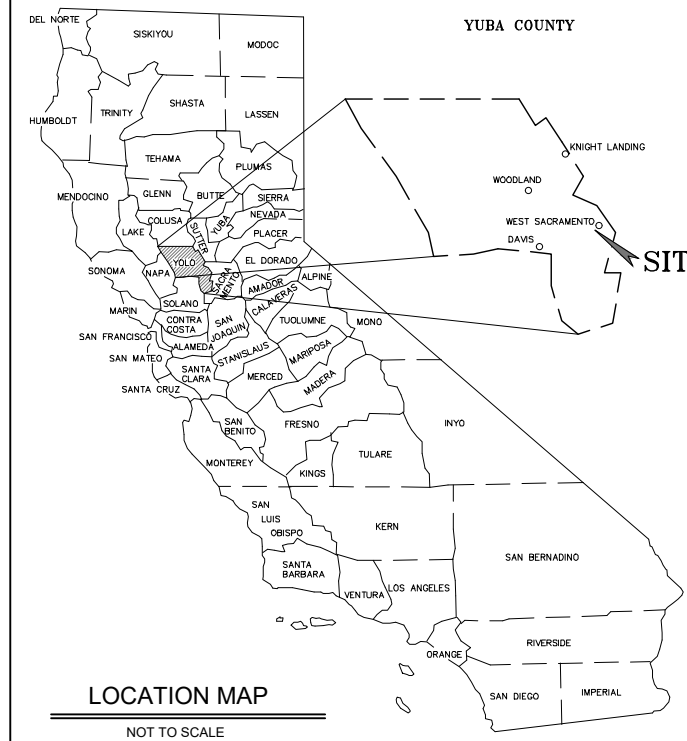 DEL NORTE
SISKIYOU
MODOC
YUBA COUNTY
HUMBOLDT
TRINITY
SHASTA
LASSEN
KNIGHT LANDING
WOODLAND
WEST SACRAMENTO
DAVIS
SIT
TEHAMA
PLUMAS
MENDOCINO
GLENN
BUTTE
SIERRA
COLUSA
YUBA
NEVADA
LAKE
SUTTER
PLACER
YOLO
EL DORADO
SONOMA
NAPA
SACRA
MENTO
AMADOR
ALPINE
SOLANO
CALAVERAS
MARIN
CONTRA
COSTA
SAN
JOAQUIN
TUOLUMNE
MONO
SAN FRANCISCO
ALAMEDA
STANISLAUS
MARIPOSA
SAN MATEO
SANTA
CLARA
MERCED
MADERA
SANTA CRUZ
SAN
BENITO
FRESNO
INYO
MONTEREY
KINGS
TULARE
SAN
LUIS
OBISPO
KERN
SAN BERNADINO
SANTA
BARBARA
VENTURA
LOS ANGELES
ORANGE
RIVERSIDE
SAN DIEGO
IMPERIAL
LOCATION MAP
NOT TO SCALE